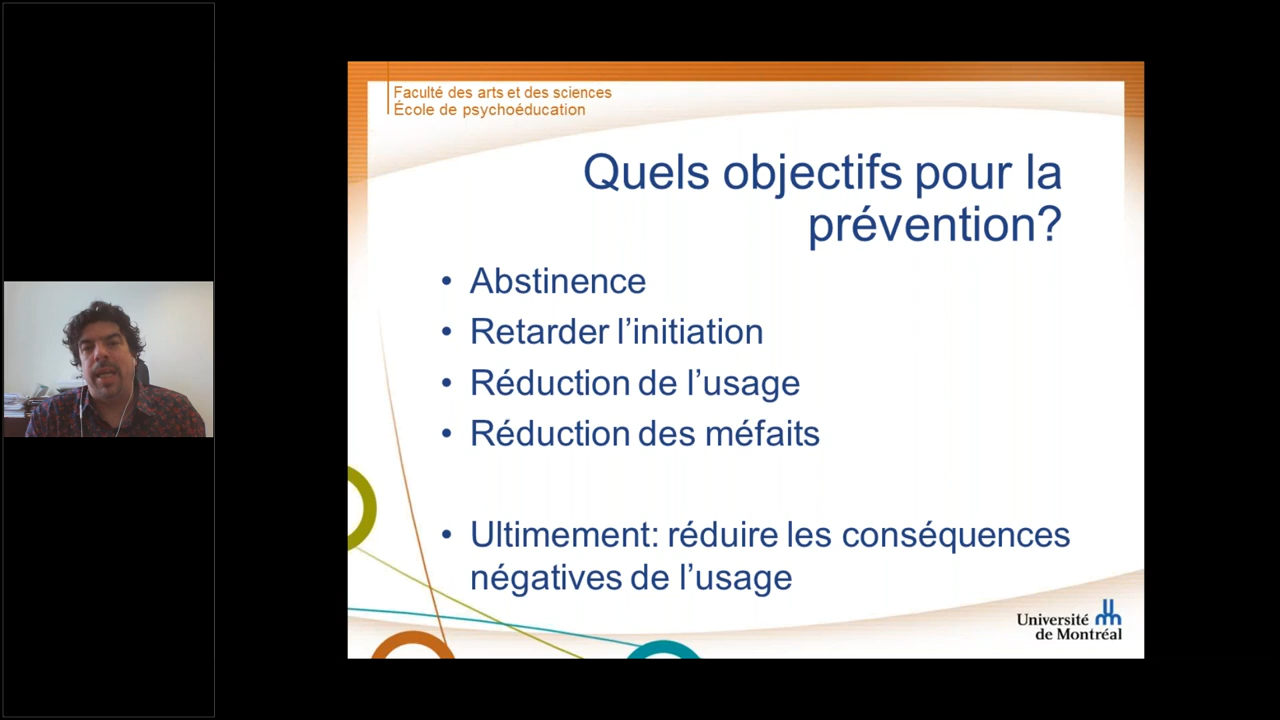 Faculté des arts et des sciences
École de psychoéducation
Quels objectifs pour la
prévention?
• Abstinence
• Retarder l’initiation
• Réduction de l’usage
• Réduction des méfaits
• Ultimement: réduire les conséquences
négatives de l’usage
Université
de Montréal